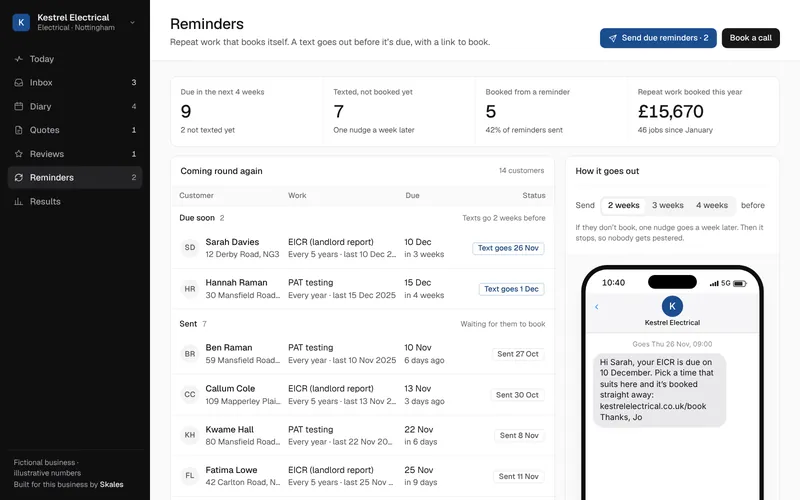 K
Kestrel Electrical
Electrical · Nottingham
Today
Inbox 3
Diary 4
Quotes 1
Reviews 1
Reminders 2
Results
Fictional business ·
illustrative numbers
Built for this business by Skales
Reminders
Repeat work that books itself. A text goes out before it's due, with a link to book.
Send due reminders · 2
Book a call
Due in the next 4 weeks
9
2 not texted yet
Texted, not booked yet
7
One nudge a week later
Booked from a reminder
5
42% of reminders sent
Repeat work booked this year
£15,670
46 jobs since January
Coming round again 14 customers
Customer Work Due Status
Due soon 2 Texts go 2 weeks before
SD Sarah Davies EICR (landlord report) 10 Dec Text goes 26 Nov
12 Derby Road, NG3 Every 5 years · last 10 Dec 2... in 3 weeks
HR Hannah Raman PAT testing 15 Dec Text goes 1 Dec
30 Mansfield Road... Every year · last 15 Dec 2025 in 4 weeks
Sent 7 Waiting for them to book
BR Ben Raman PAT testing 10 Nov Sent 27 Oct
59 Mansfield Road... Every year · last 10 Nov 2025 6 days ago
CC Callum Cole EICR (landlord report) 13 Nov Sent 30 Oct
109 Mapperley Plai... Every 5 years · last 13 Nov 2... 3 days ago
KH Kwame Hall PAT testing 22 Nov Sent 8 Nov
80 Mansfield Road... Every year · last 22 Nov 20... in 6 days
FL Fatima Lowe EICR (landlord report) 25 Nov Sent 11 Nov
42 Carlton Road, N... Every 5 years · last 25 Nov ... in 9 days
How it goes out
Send 2 weeks 3 weeks 4 weeks before
If they don't book, one nudge goes a week later. Then it
stops, so nobody gets pestered.
10:40 5G
K
Kestrel Electrical
Goes Thu 26 Nov, 09:00
Hi Sarah, your EICR is due on
10 December. Pick a time that
suits here and it's booked
straight away:
kestrelelectrical.co.uk/book
Thanks, Jo